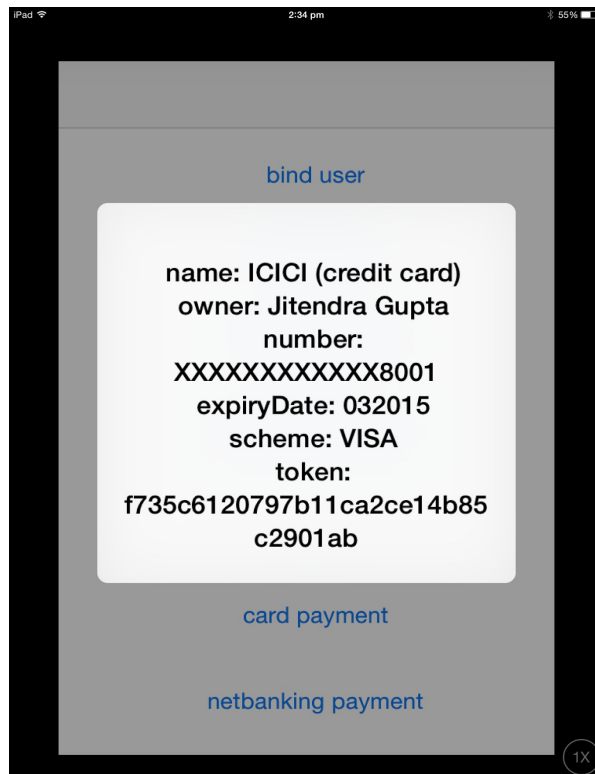 iPad 2:34 pm 55%
bind user
name: ICICI (credit card)
owner: Jitendra Gupta
number:
XXXXXXXXXXXX8001
expiryDate: 032015
scheme: VISA
token:
f735c6120797b11ca2ce14b85
c2901ab
card payment
netbanking payment
1X